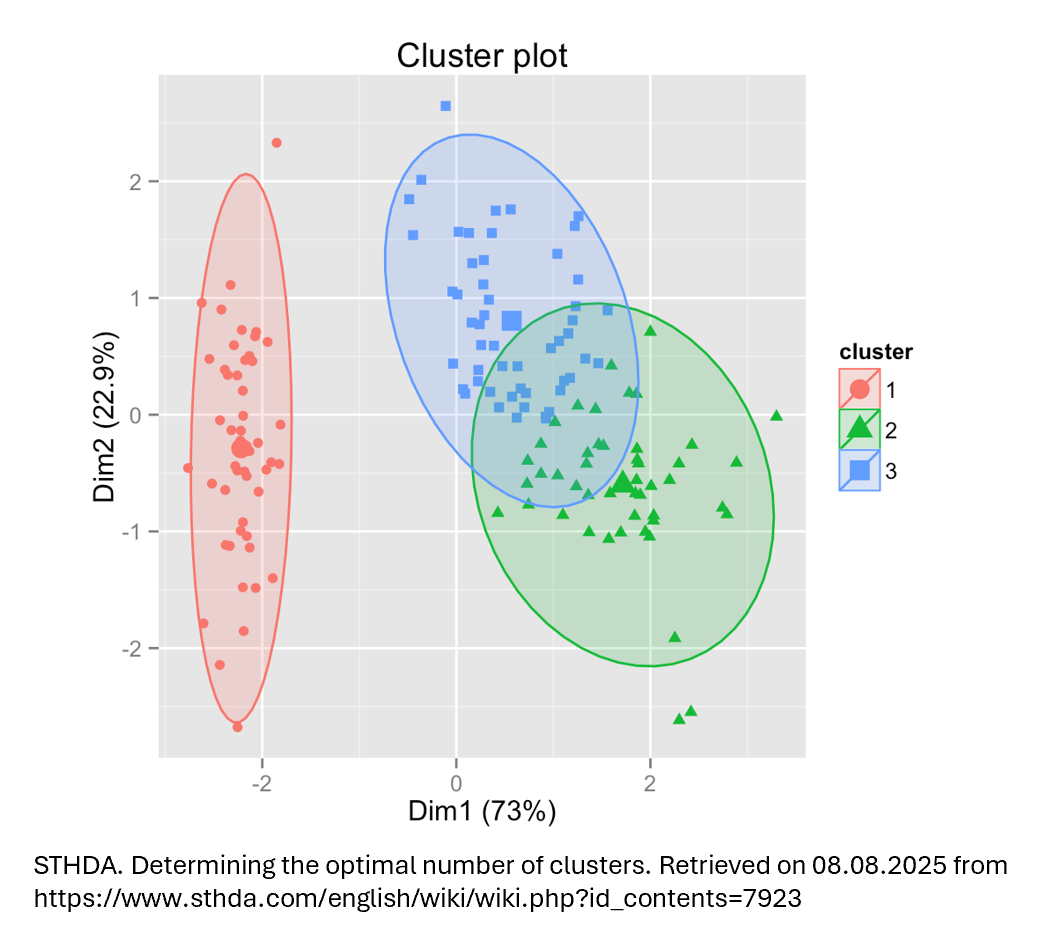 Cluster plot
2
1
0
-1
-2
Dim2 (22.9%)
-2 0 2
Dim1 (73%)
cluster
1
2
3
STHDA. Determining the optimal number of clusters. Retrieved on 08.08.2025 from
https://www.sthda.com/english/wiki/wiki.php?id_contents=7923